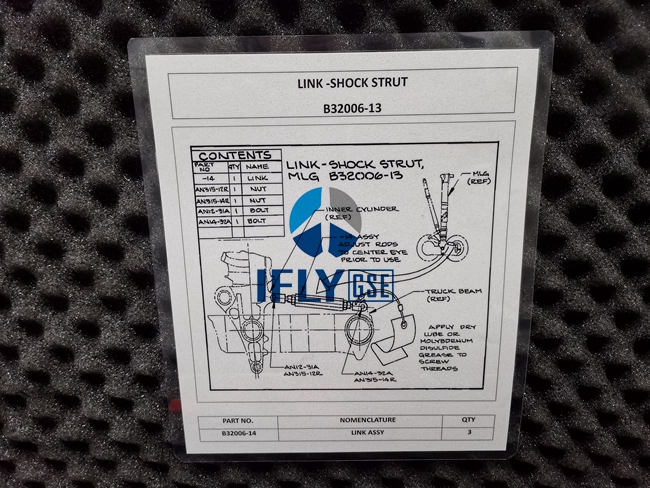 LINK -SHOCK STRUT
B32006-13
CONTENTS
PART NO QTY NAME
-14 1 LINK
AN315-12R 1 NUT
AN315-14R 1 NUT
AN12-31A 1 BOLT
AN14-32A 1 BOLT
LINK-SHOCK STRUT,
MLG B32006-13
MLG
(REF)
INNER CYLINDER
(REF)
ASSY
ADJUST RODS
TO CENTER EYE
PRIOR TO USE
IFLY GSE
TRUCK BEAM
(REF)
APPLY DRY
LUBE OR
MOLYBDENUM
DISULFIDE
GREASE TO
SCREW
THREADS
AN12-31A
AN315-12R
AN14-32A
AN315-14R
PART NO. NOMENCLATURE QTY
B32006-14 LINK ASSY 3